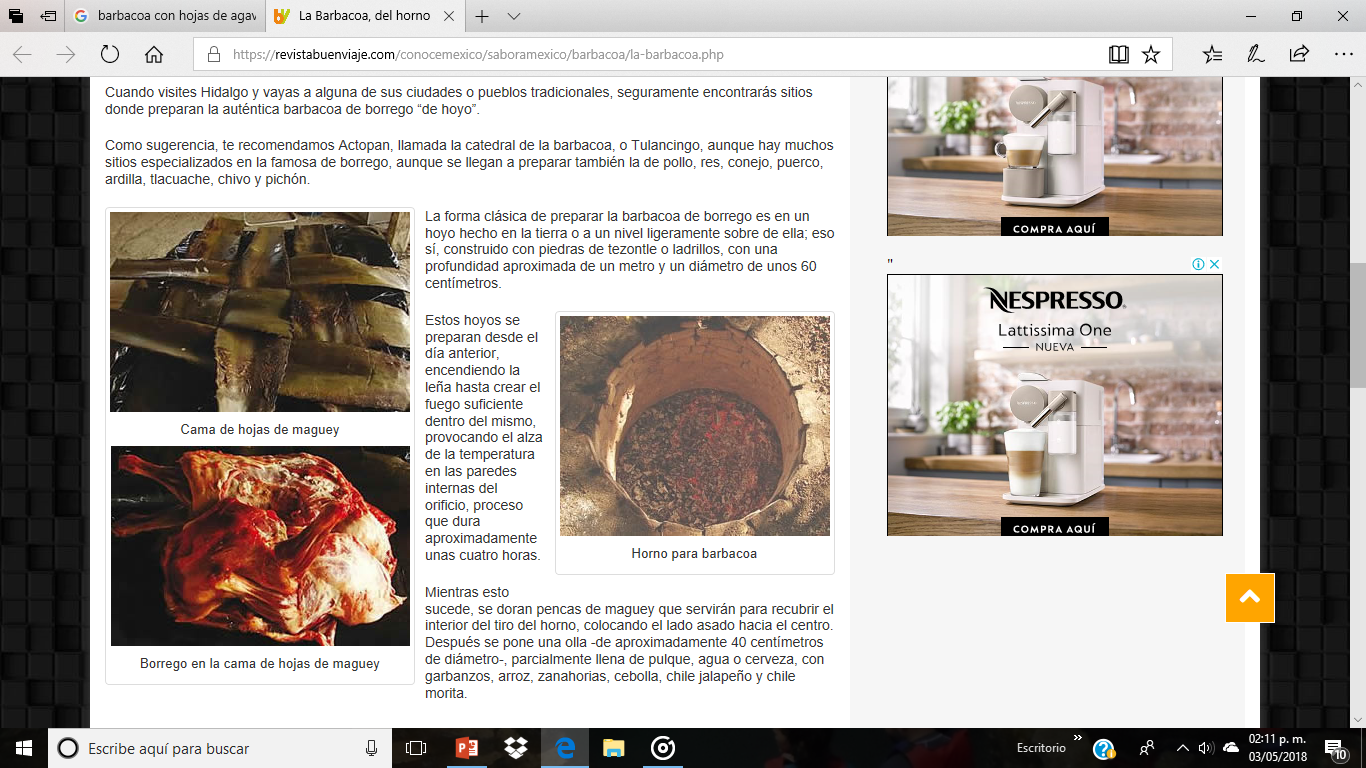 barbacoa con hojas de agav
La Barbacoa, del horno
https://revistabuenviaje.com/conocemexico/saboramexico/barbacoa/la-barbacoa.php
Cuando visites Hidalgo y vayas a alguna de sus ciudades o pueblos tradicionales, seguramente encontrarás sitios
donde preparan la auténtica barbacoa de borrego “de hoyo”.
Como sugerencia, te recomendamos Actopan, llamada la catedral de la barbacoa, o Tulancingo, aunque hay muchos
sitios especializados en la famosa de borrego, aunque se llegan a preparar también la de pollo, res, conejo, puerco,
ardilla, tlacuache, chivo y pichón.
Cama de hojas de maguey
Borrego en la cama de hojas de maguey
La forma clásica de preparar la barbacoa de borrego es en un
hoyo hecho en la tierra o a un nivel ligeramente sobre de ella; eso
sí, construido con piedras de tezontle o ladrillos, con una
profundidad aproximada de un metro y un diámetro de unos 60
centímetros.
Estos hoyos se
preparan desde el
día anterior,
encendiendo la
leña hasta crear el
fuego suficiente
dentro del mismo,
provocando el alza
de la temperatura
en las paredes
internas del
orificio, proceso
que dura
aproximadamente
unas cuatro horas.
Horno para barbacoa
Mientras esto
sucede, se doran pencas de maguey que servirán para recubrir el
interior del tiro del horno, colocando el lado asado hacia el centro.
Después se pone una olla -de aproximadamente 40 centímetros
de diámetro-, parcialmente llena de pulque, agua o cerveza, con
garbanzos, arroz, zanahorias, cebolla, chile jalapeño y chile
morita.
COMPRA AQUÍ
"
NESPRESSO
Lattissima One
NUEVA
COMPRA AQUÍ
Escribe aquí para buscar
Escritorio
02:11 p. m.
03/05/2018
10